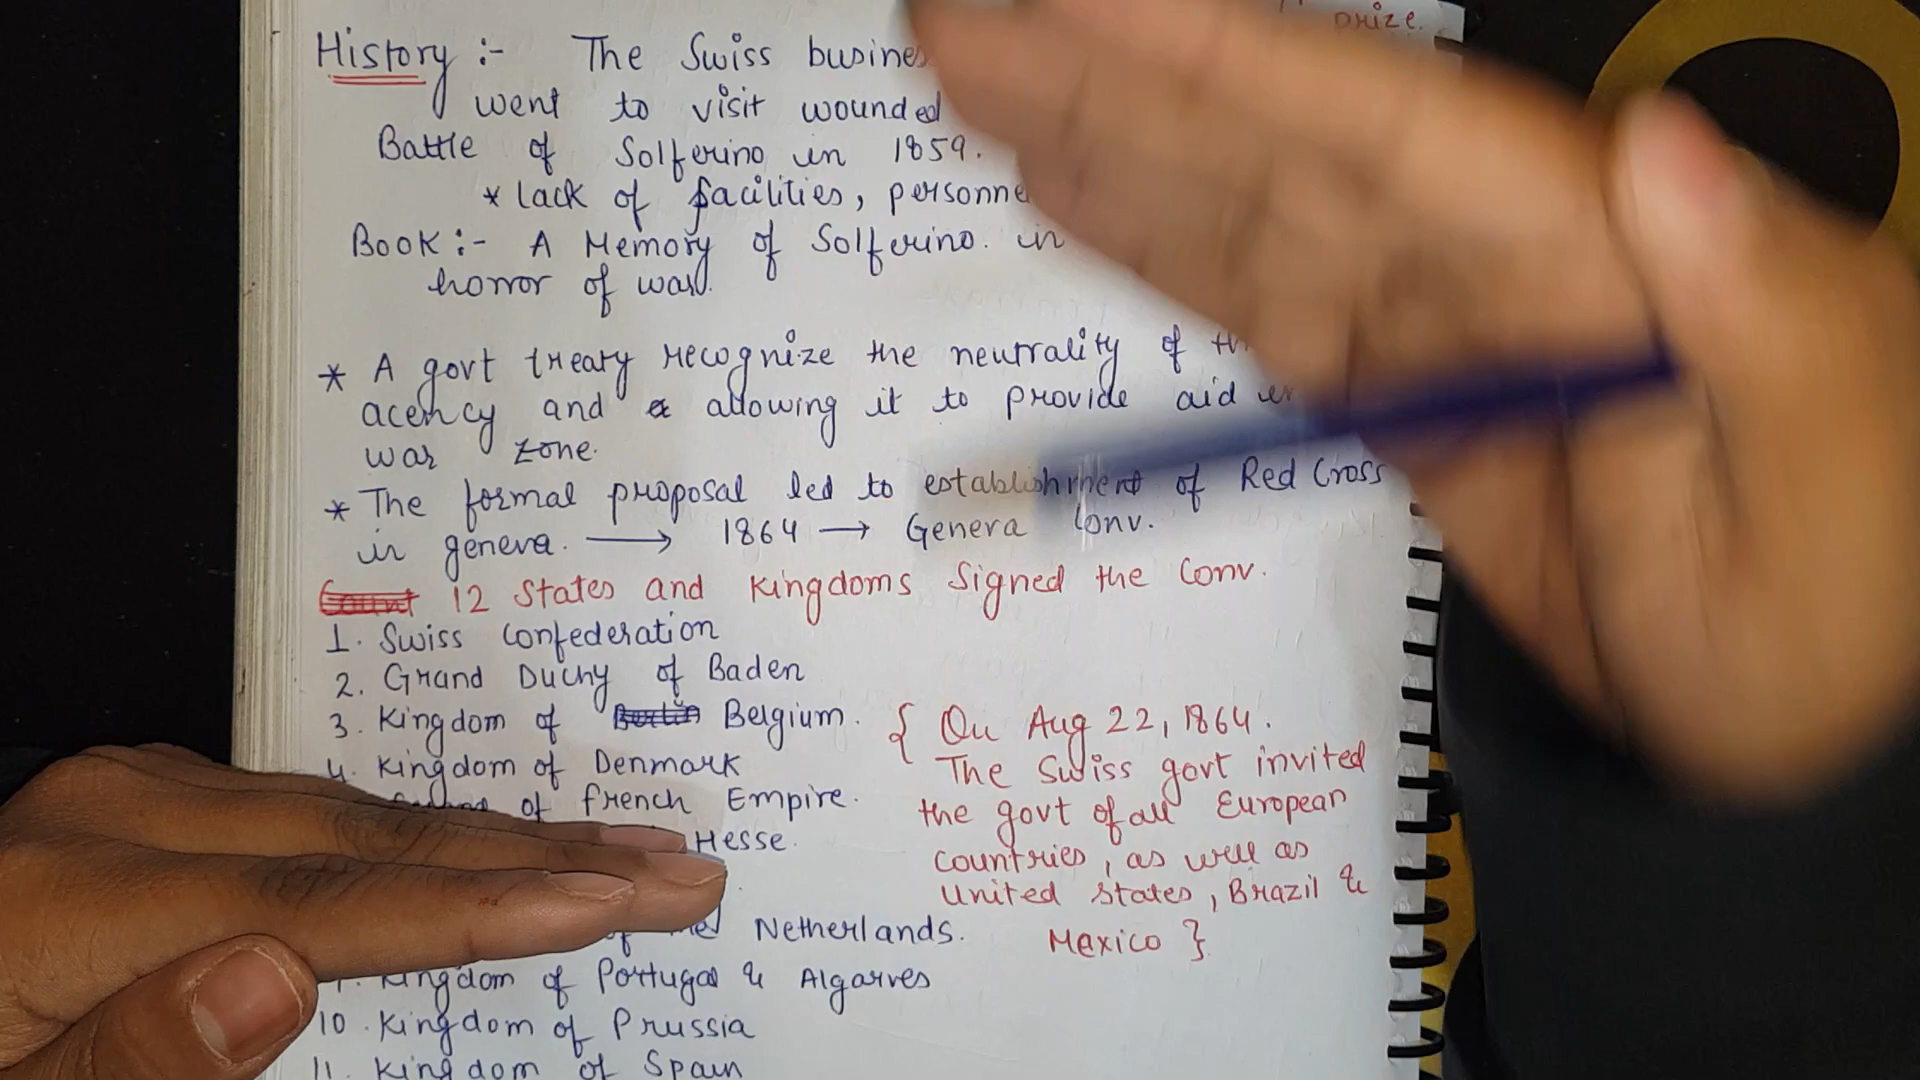 prize.
History :- The Swiss
went to visit wounded
Battle of Solferino in 1859.
* lack of facilities,
Book :- A Memory of Solferino. in
horror of war.
* A govt treaty recognize the neutrality of
acency and allowing it to provide aid
war zone.
* The formal proposal led to establishment of Red Cross
in geneva. → 1864 → Genera Conv.
12 States and Kingdoms Signed the Conv.
1. Swiss Confederation
2. Grand Duchy of Baden
3. Kingdom of Belgium.
4. Kingdom of Denmark
of french Empire.
Hesse.
of the Netherlands.
Kingdom of Portugal & Algarves
10. Kingdom of Prussia
11. Kingdom of Spain
{ On Aug 22, 1864.
The Swiss govt invited
the govt of all European
countries, as well as
United States, Brazil &
Mexico }